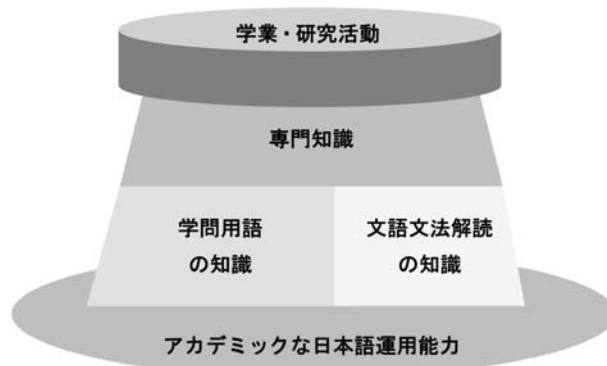 学業・研究活動
専門知識
学問用語
の知識
文語文法解読
の知識
アカデミックな日本語運用能力